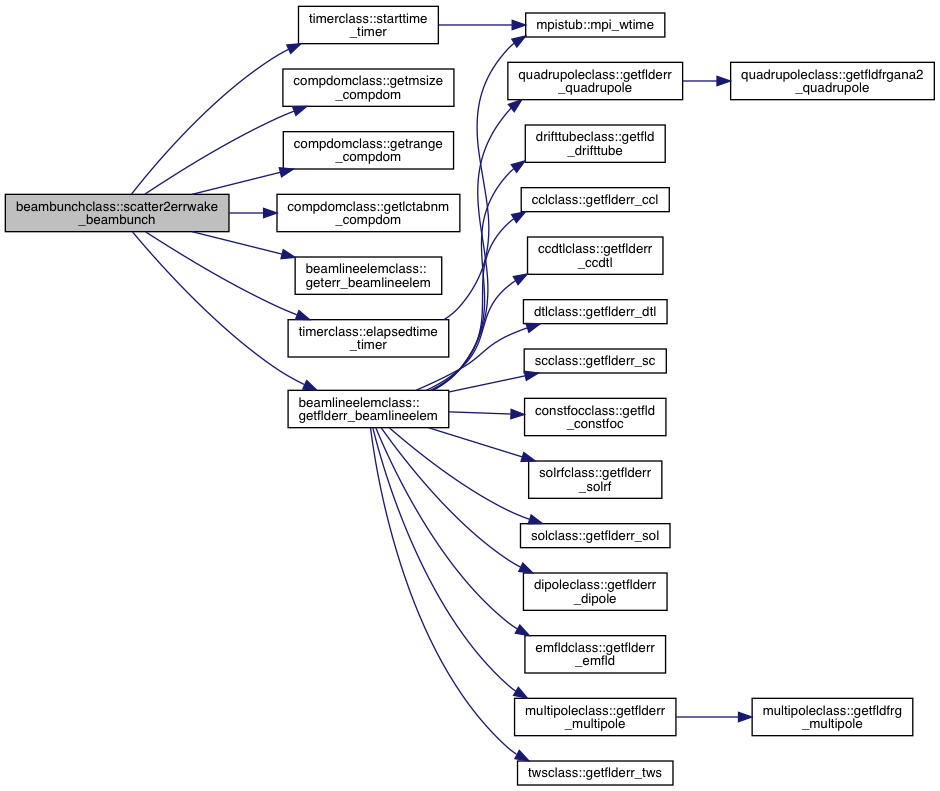 beambunchclass::scatter2errwake
_beambunch
timerclass::starttime
_timer
compdomclass::getmsize
_compdom
compdomclass::getrange
_compdom
compdomclass::getlctabnm
_compdom
beamlineelemclass::
geterr_beamlineelem
timerclass::elapsedtime
_timer
beamlineelemclass::
getflderr_beamlineelem
mpistub::mpi_wtime
quadrupoleclass::getflderr
_quadrupole
drifttubeclass::getfld
_drifttube
cclclass::getflderr_ccl
ccdtlclass::getflderr
_ccdtl
dtlclass::getflderr_dtl
scclass::getflderr_sc
constfocclass::getfld
_constfoc
solrfclass::getflderr
_solrf
solclass::getflderr_sol
dipoleclass::getflderr
_dipole
emfldclass::getflderr
_emfld
multipoleclass::getflderr
_multipole
twsclass::getflderr_tws
quadrupoleclass::getfldfrgana2
_quadrupole
multipoleclass::getfldfrg
_multipole